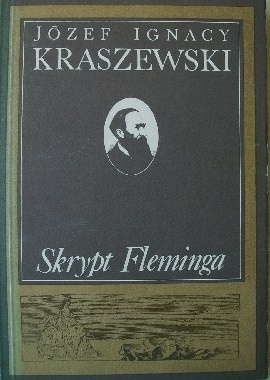 JÓZEF IGNACY
KRASZEWSKI
Skrypt Fleminga